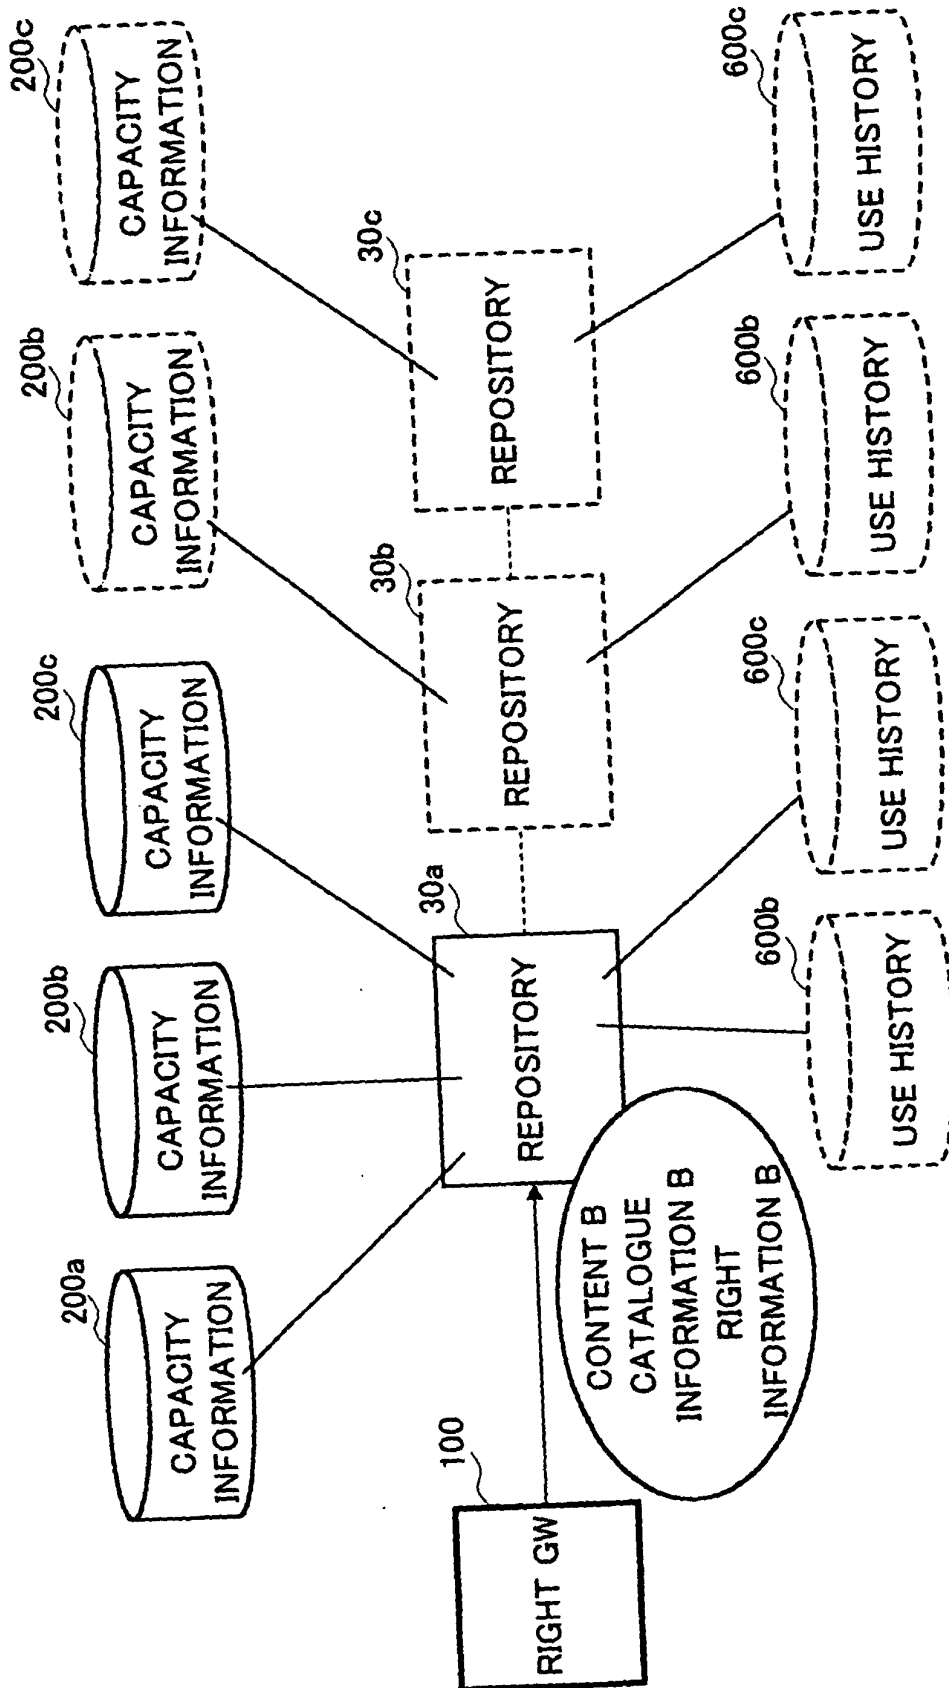 200a
CAPACITY
INFORMATION
200b
CAPACITY
INFORMATION
200c
CAPACITY
INFORMATION
200b
CAPACITY
INFORMATION
200c
CAPACITY
INFORMATION
100
RIGHT GW
30a
REPOSITORY
30b
REPOSITORY
30c
REPOSITORY
CONTENT B
CATALOGUE
INFORMATION B
RIGHT
INFORMATION B
600b
USE HISTORY
600c
USE HISTORY
600b
USE HISTORY
600c
USE HISTORY